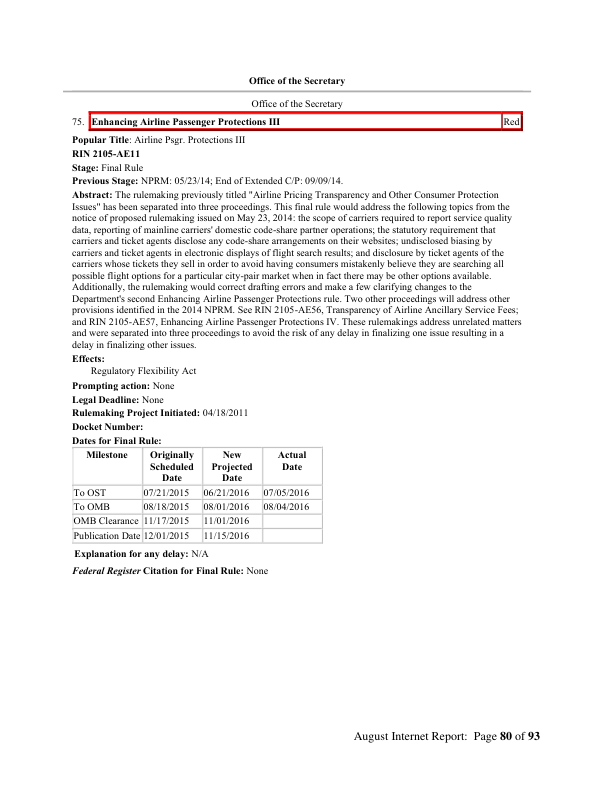 Office of the Secretary
Office of the Secretary
75. Enhancing Airline Passenger Protections III Red
Popular Title: Airline Psgr. Protections III
RIN 2105-AE11
Stage: Final Rule
Previous Stage: NPRM: 05/23/14; End of Extended C/P: 09/09/14.
Abstract: The rulemaking previously titled "Airline Pricing Transparency and Other Consumer Protection
Issues" has been separated into three proceedings. This final rule would address the following topics from the
notice of proposed rulemaking issued on May 23, 2014: the scope of carriers required to report service quality
data, reporting of mainline carriers' domestic code-share partner operations; the statutory requirement that
carriers and ticket agents disclose any code-share arrangements on their websites; undisclosed biasing by
carriers and ticket agents in electronic displays of flight search results; and disclosure by ticket agents of the
carriers whose tickets they sell in order to avoid having consumers mistakenly believe they are searching all
possible flight options for a particular city-pair market when in fact there may be other options available.
Additionally, the rulemaking would correct drafting errors and make a few clarifying changes to the
Department's second Enhancing Airline Passenger Protections rule. Two other proceedings will address other
provisions identified in the 2014 NPRM. See RIN 2105-AE56, Transparency of Airline Ancillary Service Fees;
and RIN 2105-AE57, Enhancing Airline Passenger Protections IV. These rulemakings address unrelated matters
and were separated into three proceedings to avoid the risk of any delay in finalizing one issue resulting in a
delay in finalizing other issues.
Effects:
Regulatory Flexibility Act
Prompting action: None
Legal Deadline: None
Rulemaking Project Initiated: 04/18/2011
Docket Number:
Dates for Final Rule:
Milestone Originally New Actual
Scheduled Projected Date
Date Date
To OST 07/21/2015 06/21/2016 07/05/2016
To OMB 08/18/2015 08/01/2016 08/04/2016
OMB Clearance 11/17/2015 11/01/2016
Publication Date 12/01/2015 11/15/2016
Explanation for any delay: N/A
Federal Register Citation for Final Rule: None
August Internet Report: Page 80 of 93